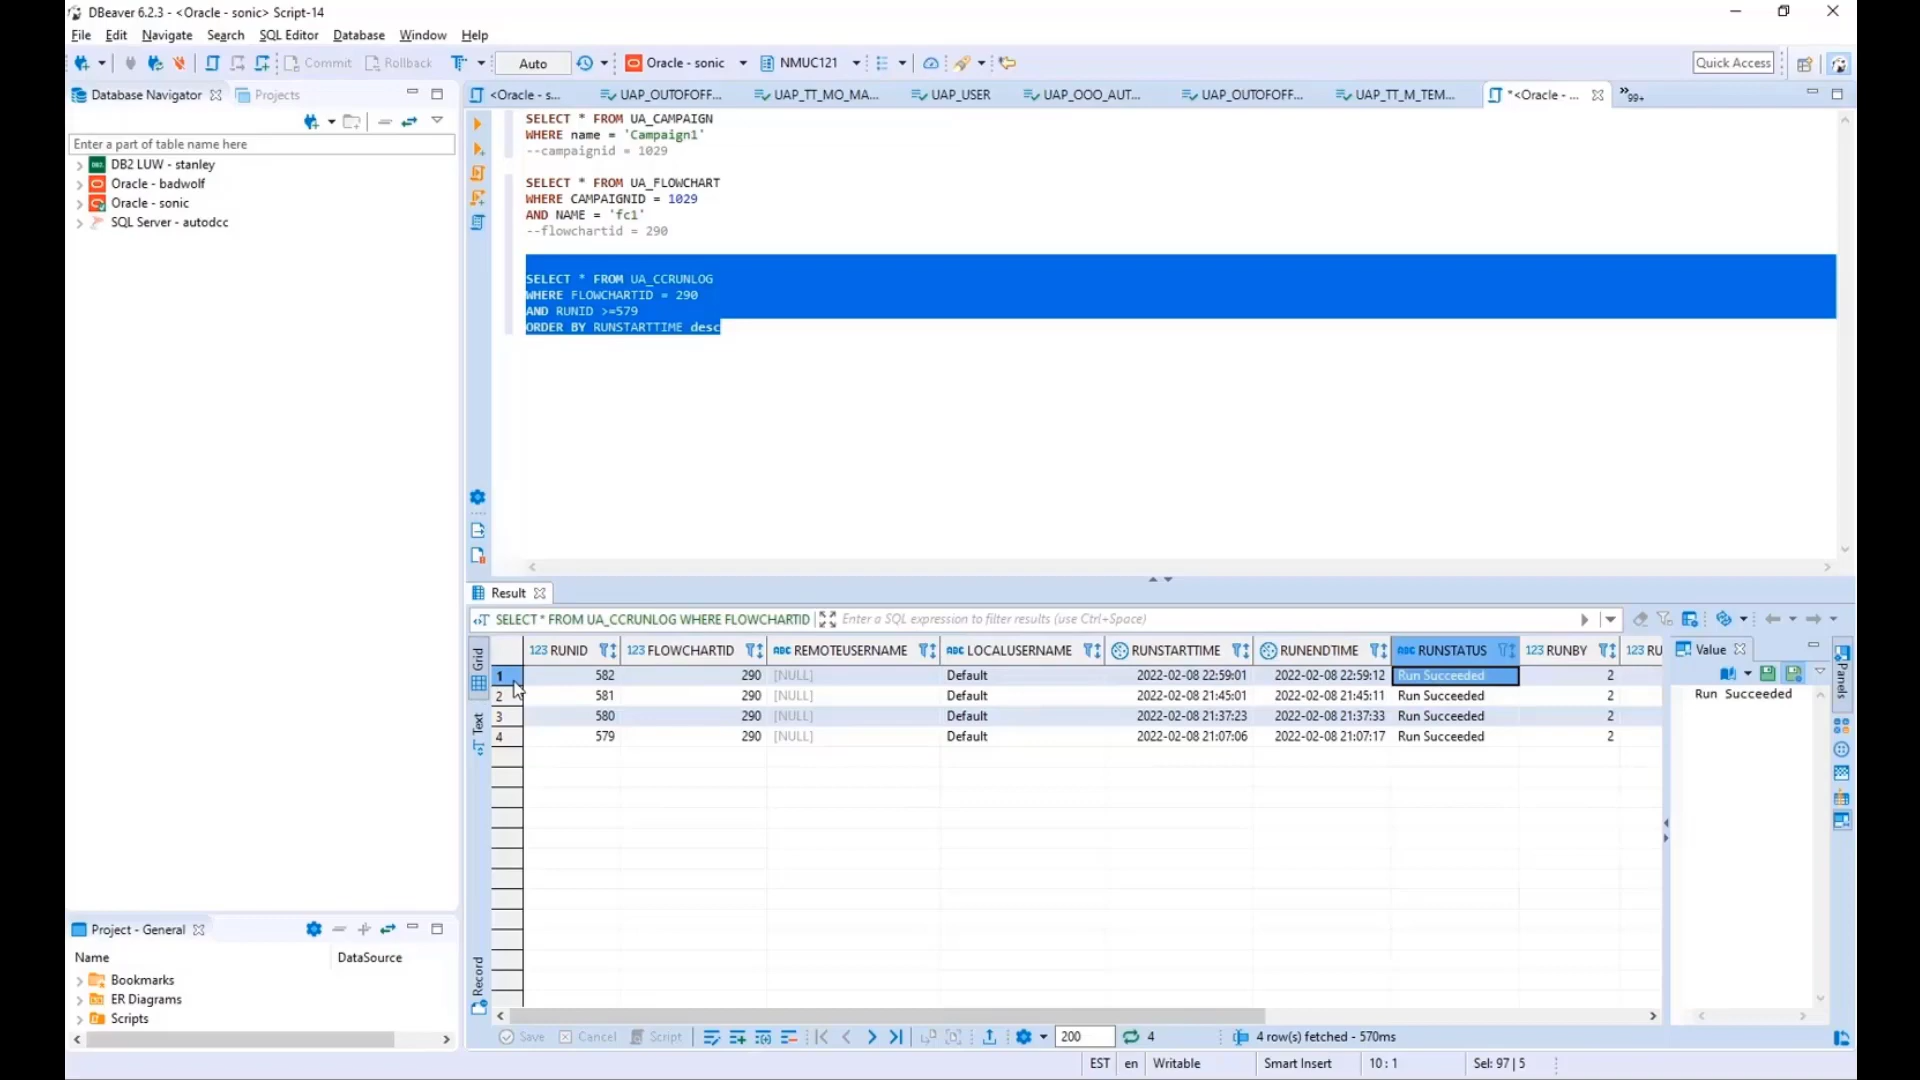 DBeaver 6.2.3 - <Oracle - sonic> Script-14
File Edit Navigate Search SQL Editor Database Window Help
Commit Rollback Auto Oracle - sonic NMUC121 Quick Access
Database Navigator Projects
<Oracle - s... UAP_OUTOFOFF... UAP_TT_MO_MA... UAP_USER UAP_OOO_AUT... UAP_OUTOFOFF... UAP_TT_M_TEM... *<Oracle - ... »99+
Enter a part of table name here
DB2 LUW - stanley
Oracle - badwolf
Oracle - sonic
SQL Server - autodcc
SELECT * FROM UA_CAMPAIGN
WHERE name = 'Campaign1'
--campaignid = 1029
SELECT * FROM UA_FLOWCHART
WHERE CAMPAIGNID = 1029
AND NAME = 'fc1'
--flowchartid = 290
SELECT * FROM UA_CCRUNLOG
WHERE FLOWCHARTID = 290
AND RUNID >=579
ORDER BY RUNSTARTTIME desc
Result
SELECT * FROM UA_CCRUNLOG WHERE FLOWCHARTID Enter a SQL expression to filter results (use Ctrl+Space)
Grid
Text
Record
123 RUNID 123 FLOWCHARTID ABC REMOTEUSERNAME ABC LOCALUSERNAME RUNSTARTTIME RUNENDTIME ABC RUNSTATUS 123 RUNBY 123 RU
1 582 290 [NULL] Default 2022-02-08 22:59:01 2022-02-08 22:59:12 Run Succeeded 2
2 581 290 [NULL] Default 2022-02-08 21:45:01 2022-02-08 21:45:11 Run Succeeded 2
3 580 290 [NULL] Default 2022-02-08 21:37:23 2022-02-08 21:37:33 Run Succeeded 2
4 579 290 [NULL] Default 2022-02-08 21:07:06 2022-02-08 21:07:17 Run Succeeded 2
Value
Run Succeeded
Panels
Project - General
Name DataSource
Bookmarks
ER Diagrams
Scripts
Save Cancel Script 200 4 4 row(s) fetched - 570ms
EST en Writable Smart Insert 10 : 1 Sel: 97 | 5